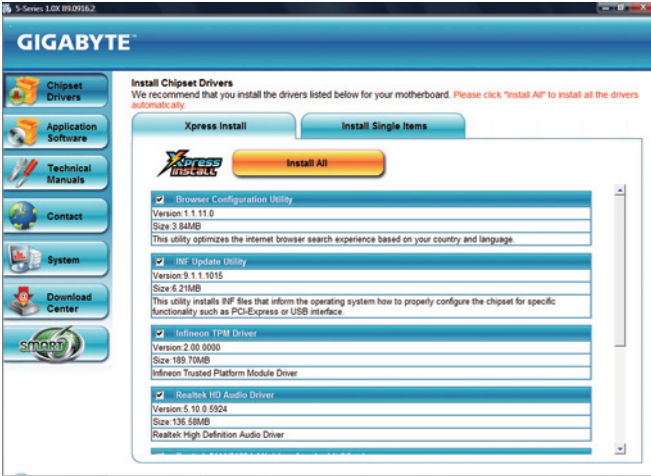 5-Series 1.0X B9.0916.2
GIGABYTE™
Chipset
Drivers
Application
Software
Technical
Manuals
Contact
System
Download
Center
SMART
Install Chipset Drivers
We recommend that you install the drivers listed below for your motherboard. Please click "Install All" to install all the drivers
automatically.
Xpress Install
Install Single Items
Xpress
INSTALL
Install All
Browser Configuration Utility
Version:1.1.11.0
Size:3.84MB
This utility optimizes the internet browser search experience based on your country and language.
INF Update Utility
Version:9.1.1.1015
Size:6.21MB
This utility installs INF files that inform the operating system how to properly configure the chipset for specific
functionality such as PCI-Express or USB interface.
Infineon TPM Driver
Version:2.00.0000
Size:189.70MB
Infineon Trusted Platform Module Driver
Realtek HD Audio Driver
Version:5.10.0.5924
Size:136.58MB
Realtek High Definition Audio Driver